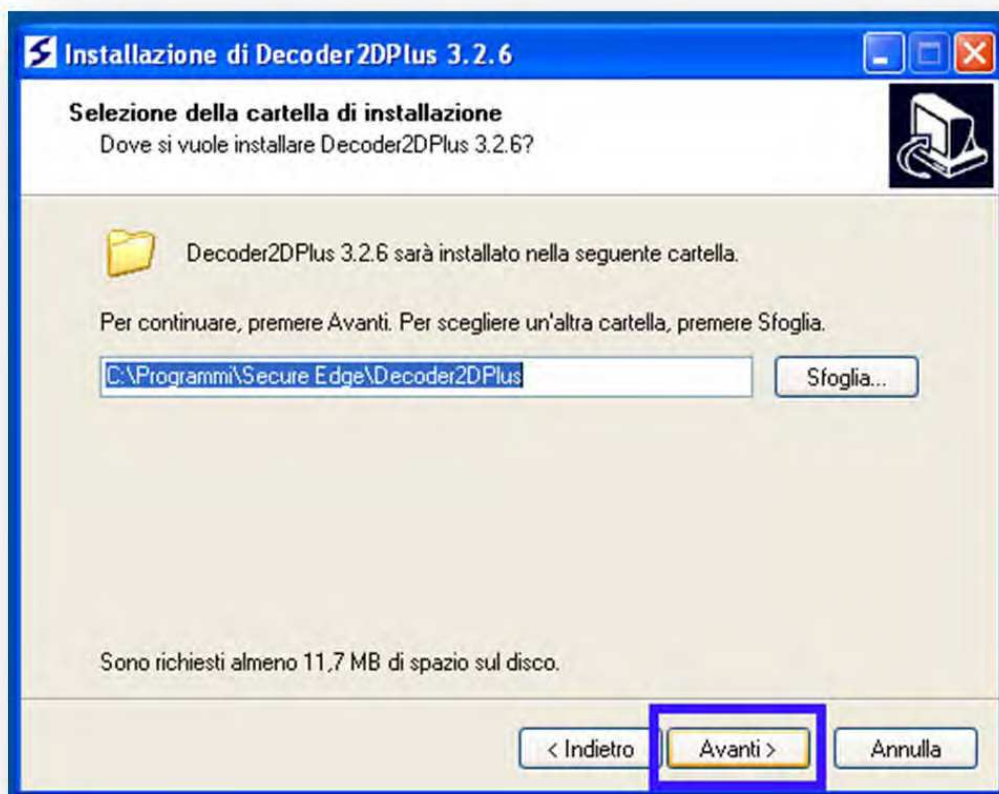 Installazione di Decoder2DPlus 3.2.6
Selezione della cartella di installazione
Dove si vuole installare Decoder2DPlus 3.2.6?
Decoder2DPlus 3.2.6 sarà installato nella seguente cartella.
Per continuare, premere Avanti. Per scegliere un'altra cartella, premere Sfoglia.
C:\Programmi\Secure Edge\Decoder2DPlus
Sfoglia...
Sono richiesti almeno 11,7 MB di spazio sul disco.
< Indietro Avanti > Annulla